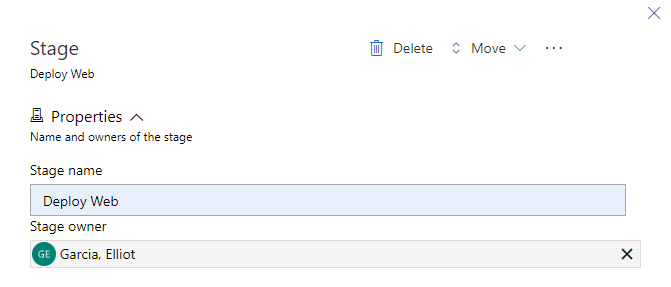 Stage
Delete
Move
Deploy Web
Properties
Name and owners of the stage
Stage name
Deploy Web
Stage owner
GE
Garcia, Elliot